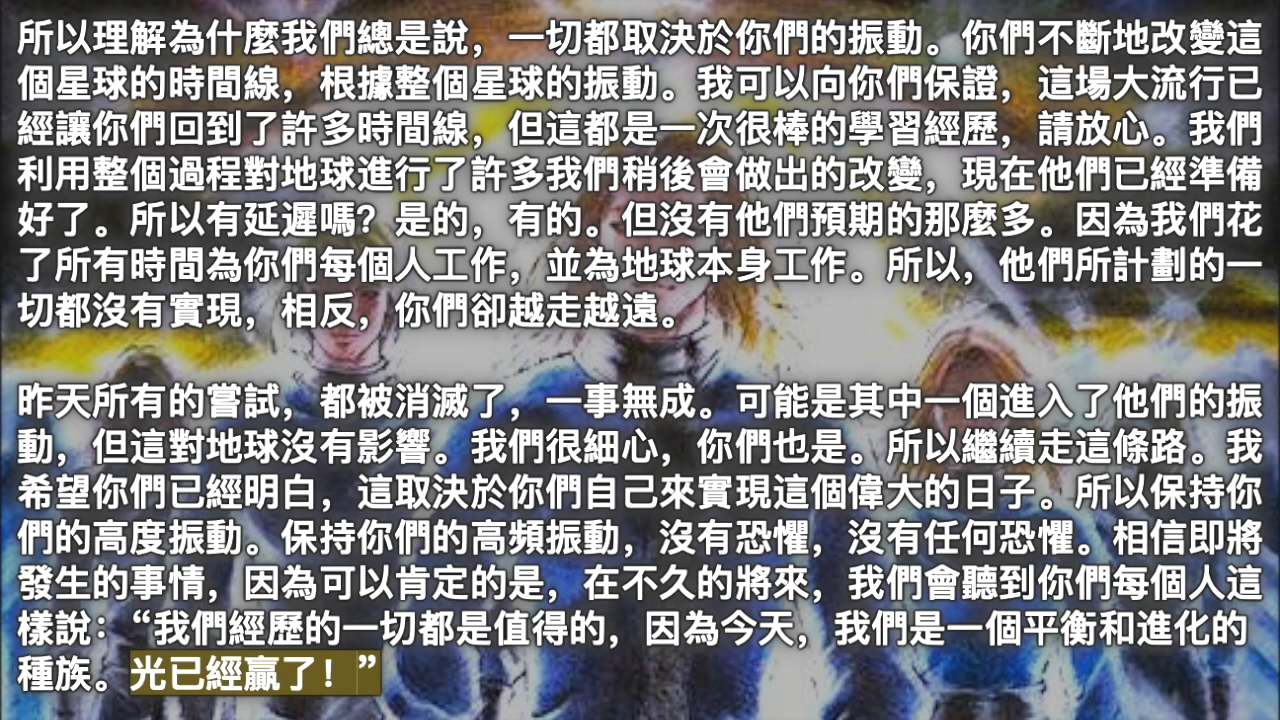 所以理解為什麼我們總是說，一切都取決於你們的振動。你們不斷地改變這
個星球的時間線，根據整個星球的振動。我可以向你們保證，這場大流行已
經讓你們回到了許多時間線，但這都是一次很棒的學習經歷，請放心。我們
利用整個過程對地球進行了許多我們稍後會做出的改變，現在他們已經準備
好了。所以有延遲嗎？是的，有的。但沒有他們預期的那麼多。因為我們花
了所有時間為你們每個人工作，並為地球本身工作。所以，他們所計劃的一
切都沒有實現，相反，你們卻越走越遠。
昨天所有的嘗試，都被消滅了，一事無成。可能是其中一個進入了他們的振
動，但這對地球沒有影響。我們很細心，你們也是。所以繼續走這條路。我
希望你們已經明白，這取決於你們自己來實現這個偉大的日子。所以保持你
們的高度振動。保持你們的高頻振動，沒有恐懼，沒有任何恐懼。相信即將
發生的事情，因為可以肯定的是，在不久的將來，我們會聽到你們每個人這
樣說：“我們經歷的一切都是值得的，因為今天，我們是一個平衡和進化的
種族。光已經贏了！”